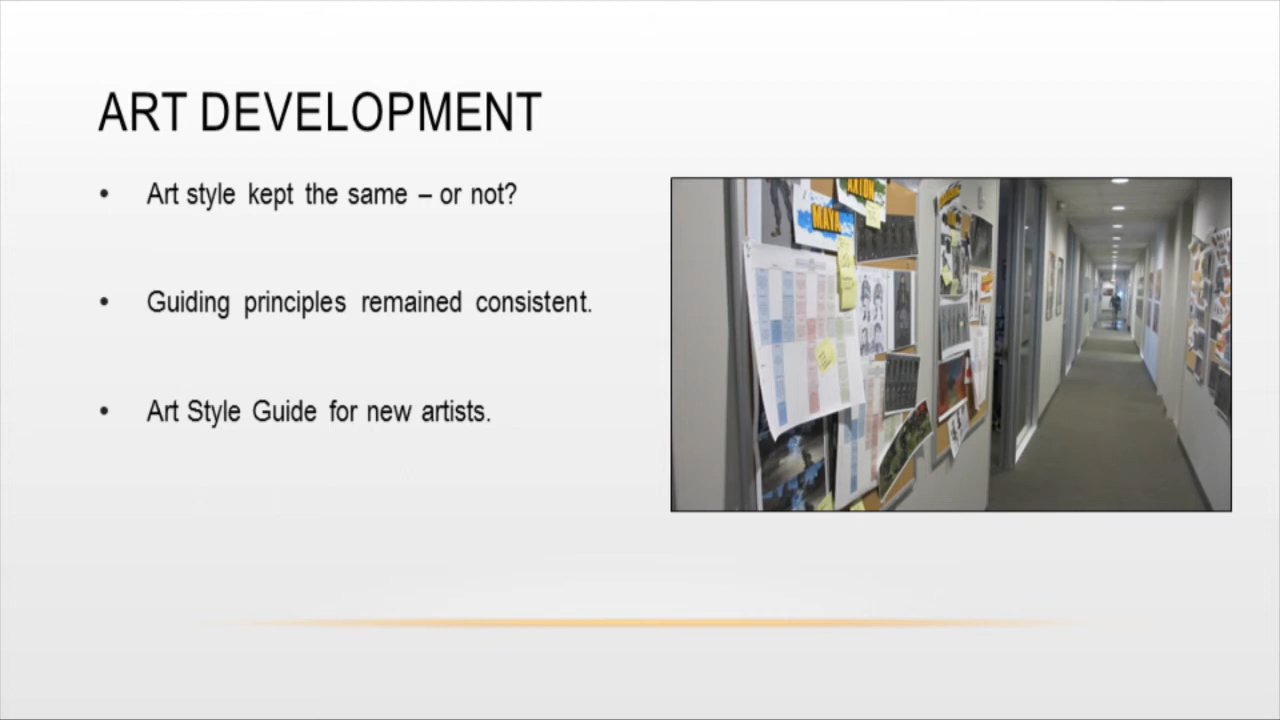 ART DEVELOPMENT
• Art style kept the same – or not?
• Guiding principles remained consistent.
• Art Style Guide for new artists.
AXTON
MAYA